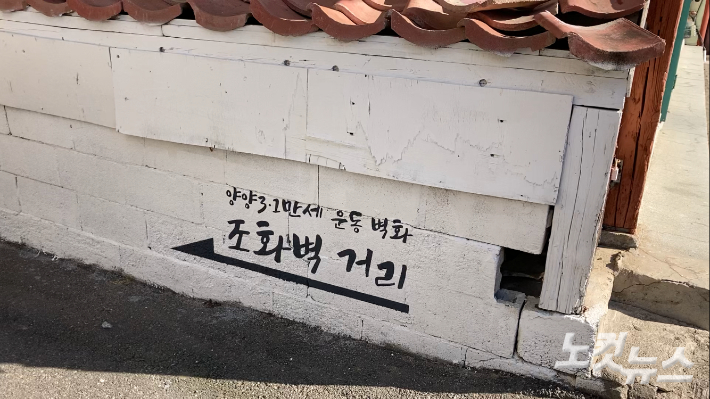 양양3·1만세 운동 벽화
조화벽 거리
노컷뉴스